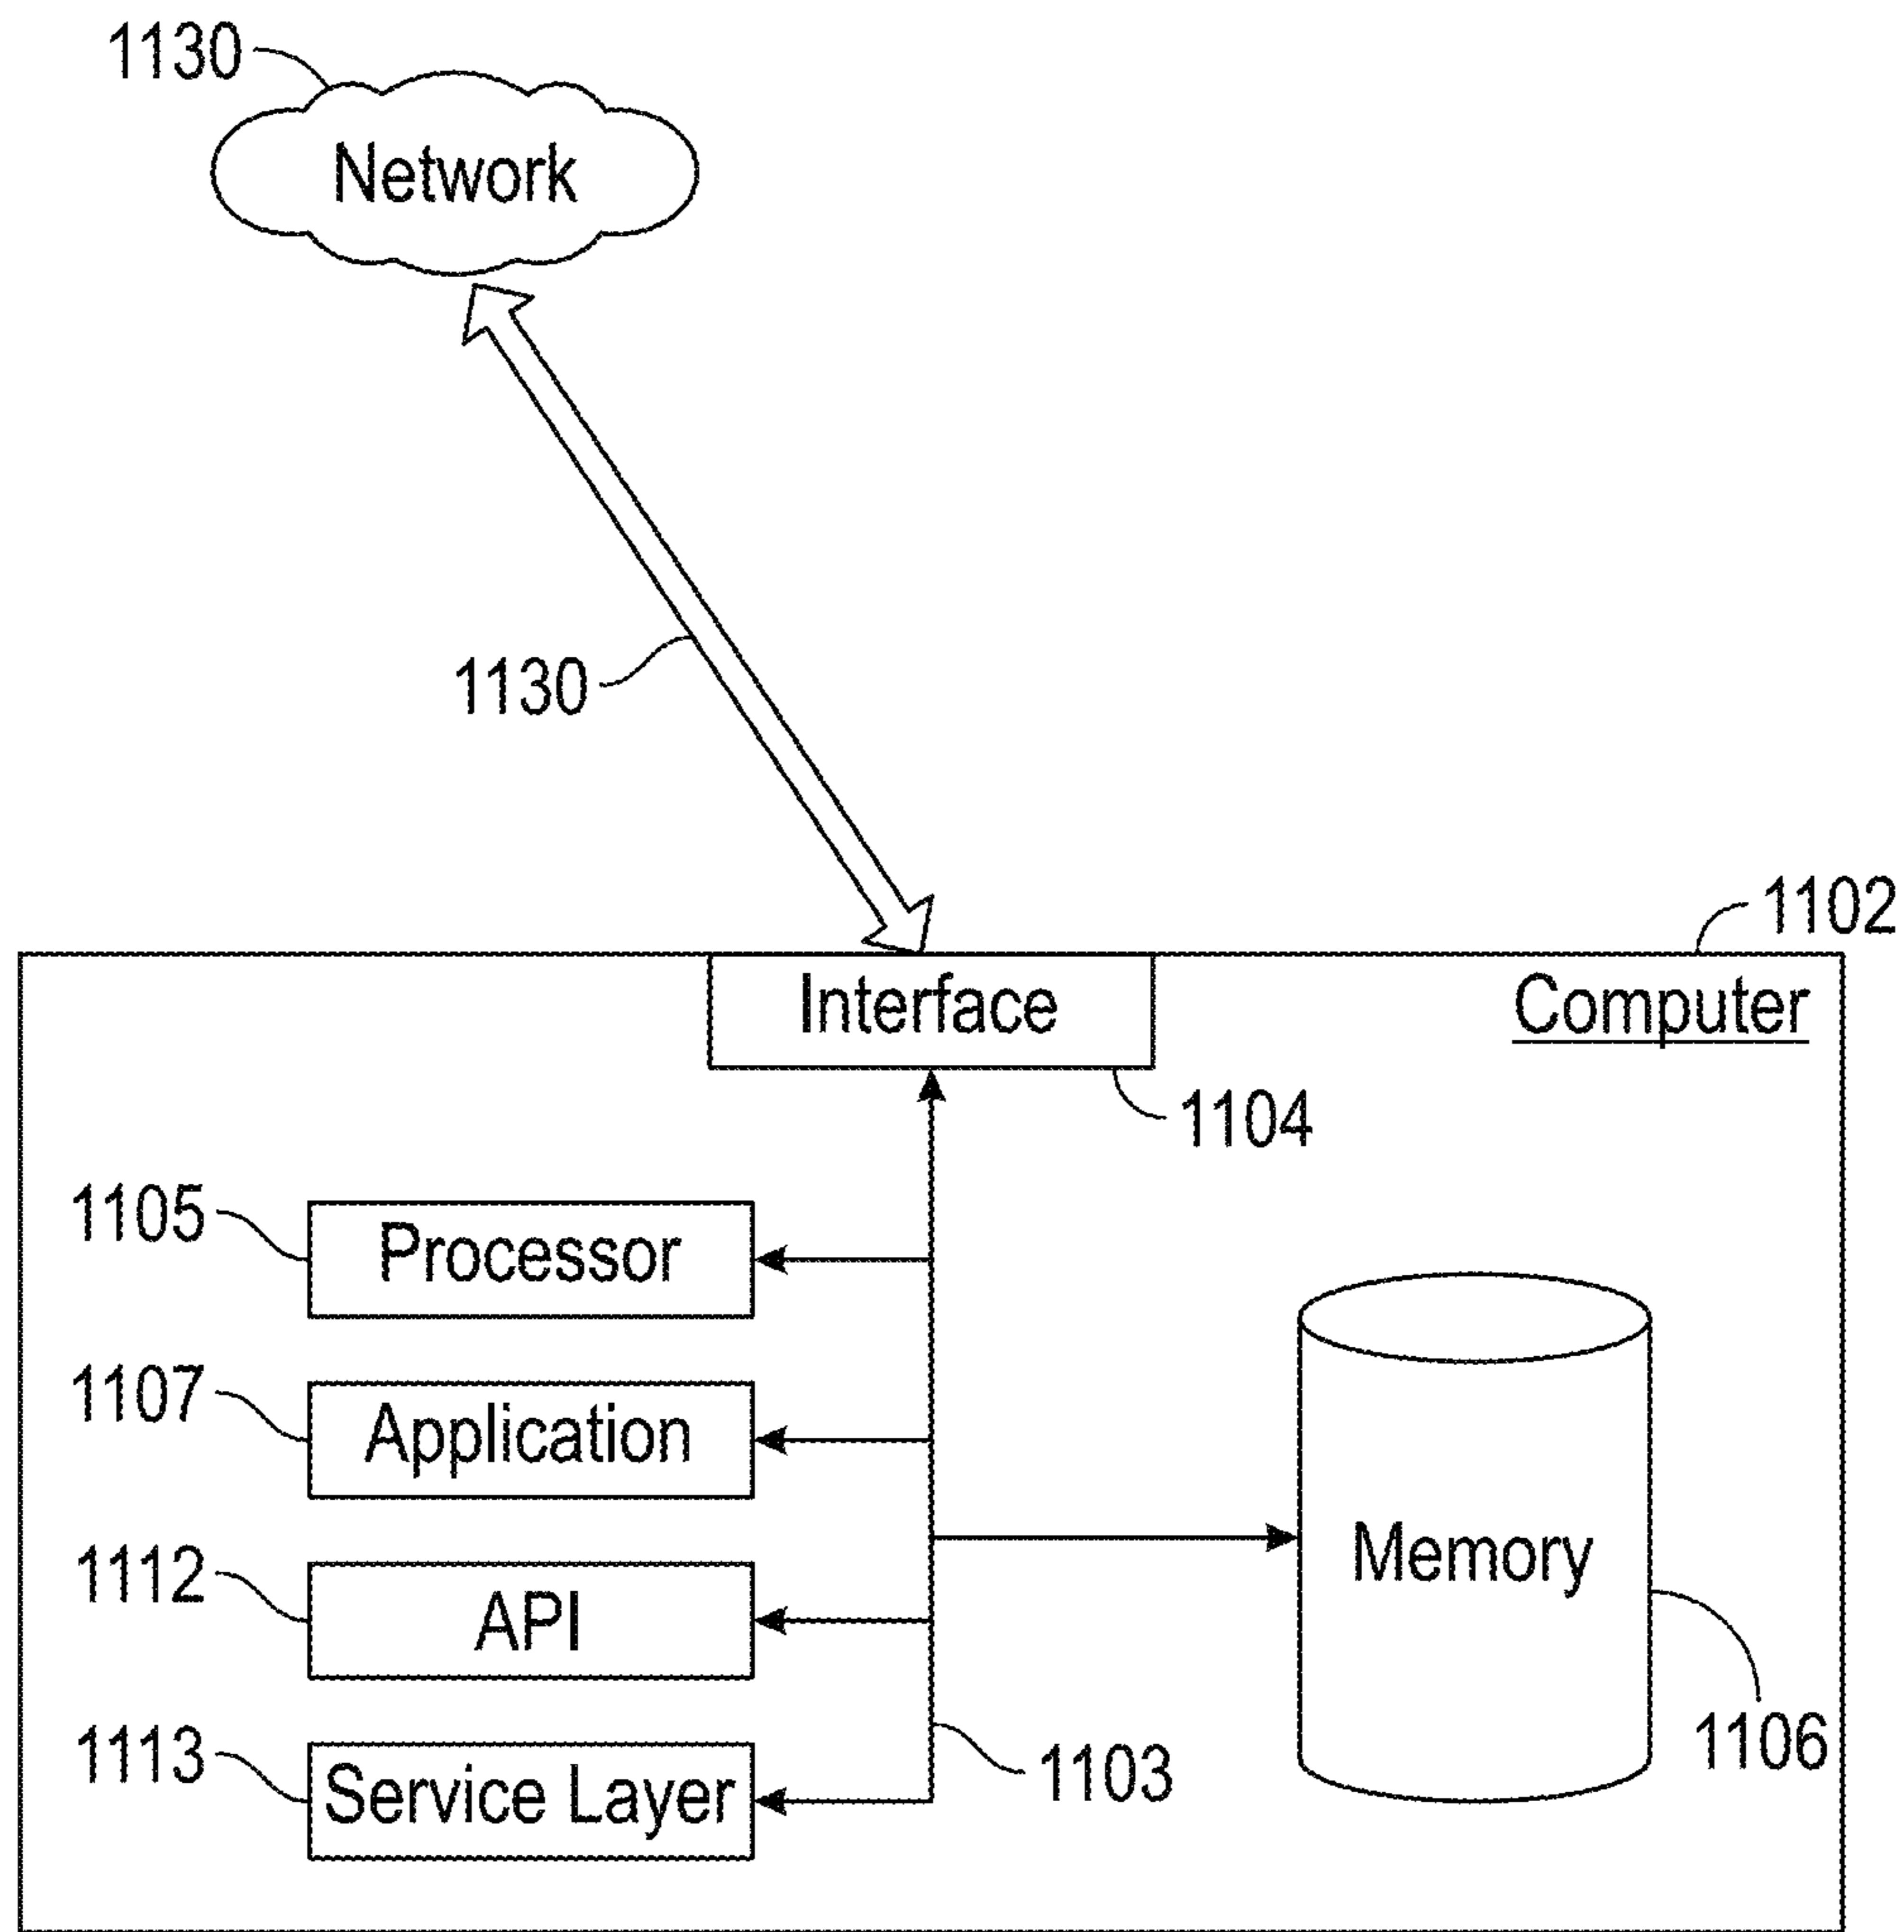 1130
Network
1130
1102
Interface
Computer
1104
1105
Processor
1107
Application
Memory
1112
API
1106
1113
Service Layer
1103